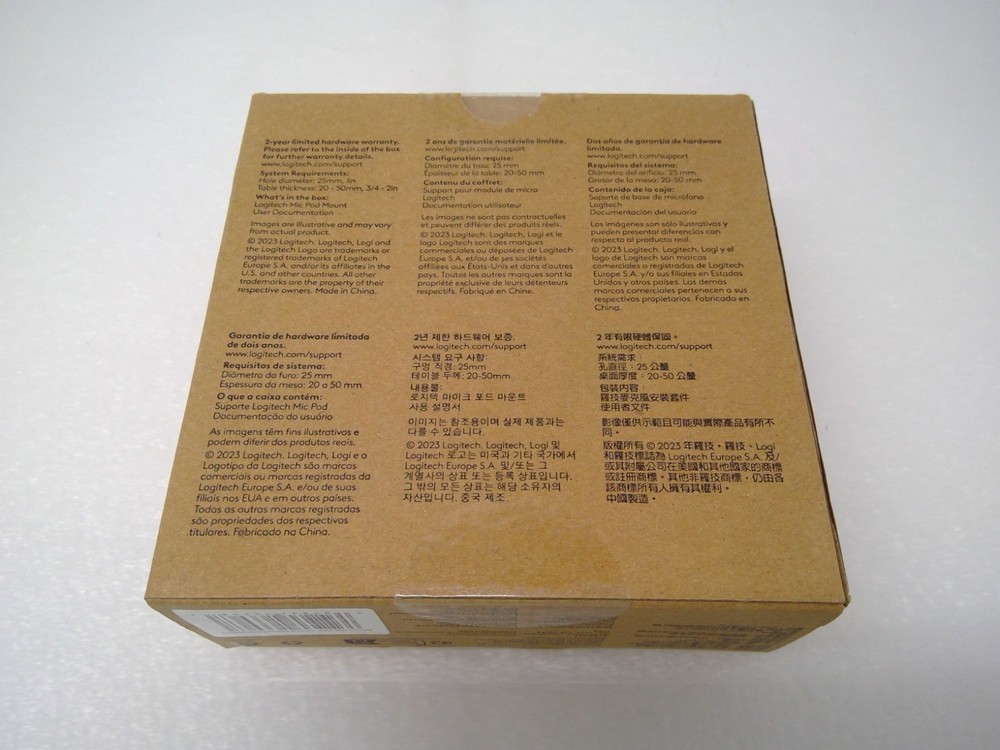 2-year limited hardware warranty.
Please refer to the inside of the box
for further warranty details.
www.logitech.com/support
System Requirements:
Hole diameter: 25mm, 1in
Table thickness: 20 - 50mm, 3/4 - 2in
What's in the box:
Logitech Mic Pod Mount
User Documentation
Images are illustrative and may vary
from actual product.
© 2023 Logitech. Logitech, Logi and
the Logitech Logo are trademarks or
registered trademarks of Logitech
Europe S.A. and/or its affiliates in the
U.S. and other countries. All other
trademarks are the property of their
respective owners. Made in China.
2 ans de garantie matérielle limitée.
www.logitech.com/support
Configuration requise:
Diamètre du trou: 25 mm
Épaisseur de la table: 20-50 mm
Contenu du coffret:
Support pour module de micro
Logitech
Documentation utilisateur
Les images ne sont pas contractuelles
et peuvent différer des produits réels.
© 2023 Logitech. Logitech, Logi et le
logo Logitech sont des marques
commerciales ou déposées de Logitech
Europe S.A. et/ou de ses sociétés
affiliées aux États-Unis et dans d'autres
pays. Toutes les autres marques sont la
propriété exclusive de leurs détenteurs
respectifs. Fabriqué en Chine.
Dos años de garantía de hardware
limitada.
www.logitech.com/support
Requisitos del sistema:
Diámetro del orificio: 25 mm
Grosor de la mesa: 20-50 mm
Contenido de la caja:
Soporte de base de micrófono
Logitech
Documentación del usuario
Las imágenes son sólo ilustrativas y
pueden presentar diferencias con
respecto al producto real.
© 2023 Logitech. Logitech, Logi y el
logo de Logitech son marcas
comerciales o registradas de Logitech
Europe S.A. y/o sus filiales en Estados
Unidos y otros países. Las demás
marcas comerciales pertenecen a sus
respectivos propietarios. Fabricado en
China.
Garantia de hardware limitada
de dois anos.
www.logitech.com/support
Requisitos de sistema:
Diâmetro do furo: 25 mm
Espessura da mesa: 20 a 50 mm
O que a caixa contém:
Suporte Logitech Mic Pod
Documentação do usuário
As imagens têm fins ilustrativos e
podem diferir dos produtos reais.
© 2023 Logitech. Logitech, Logi e o
Logotipo da Logitech são marcas
comerciais ou marcas registradas da
Logitech Europe S.A. e/ou de suas
filiais nos EUA e em outros países.
Todas as outras marcas registradas
são propriedades dos respectivos
titulares. Fabricado na China.
2년 제한 하드웨어 보증.
www.logitech.com/support
시스템 요구 사항:
구멍 직경: 25mm
테이블 두께: 20-50mm
내용물:
로지텍 마이크 포드 마운트
사용 설명서
이미지는 참조용이며 실제 제품과는
다를 수 있습니다.
© 2023 Logitech. Logitech, Logi 및
Logitech 로고는 미국과 기타 국가에서
Logitech Europe S.A. 및/또는 그
계열사의 상표 또는 등록 상표입니다.
그 밖의 모든 상표는 해당 소유자의
자산입니다. 중국 제조.
2 年有限硬體保固。
www.logitech.com/support
系統需求：
孔直徑：25 公釐
桌面厚度：20-50 公釐
包裝內容：
羅技麥克風安裝套件
使用者文件
影像僅供示範且可能與實際產品有所不
同。
版權所有 © 2023 年羅技。羅技、Logi
和羅技標誌為 Logitech Europe S.A. 及/
或其附屬公司在美國和其他國家的商標
或註冊商標。其他非羅技商標，仍由各
該商標所有人擁有其權利。
中國製造。